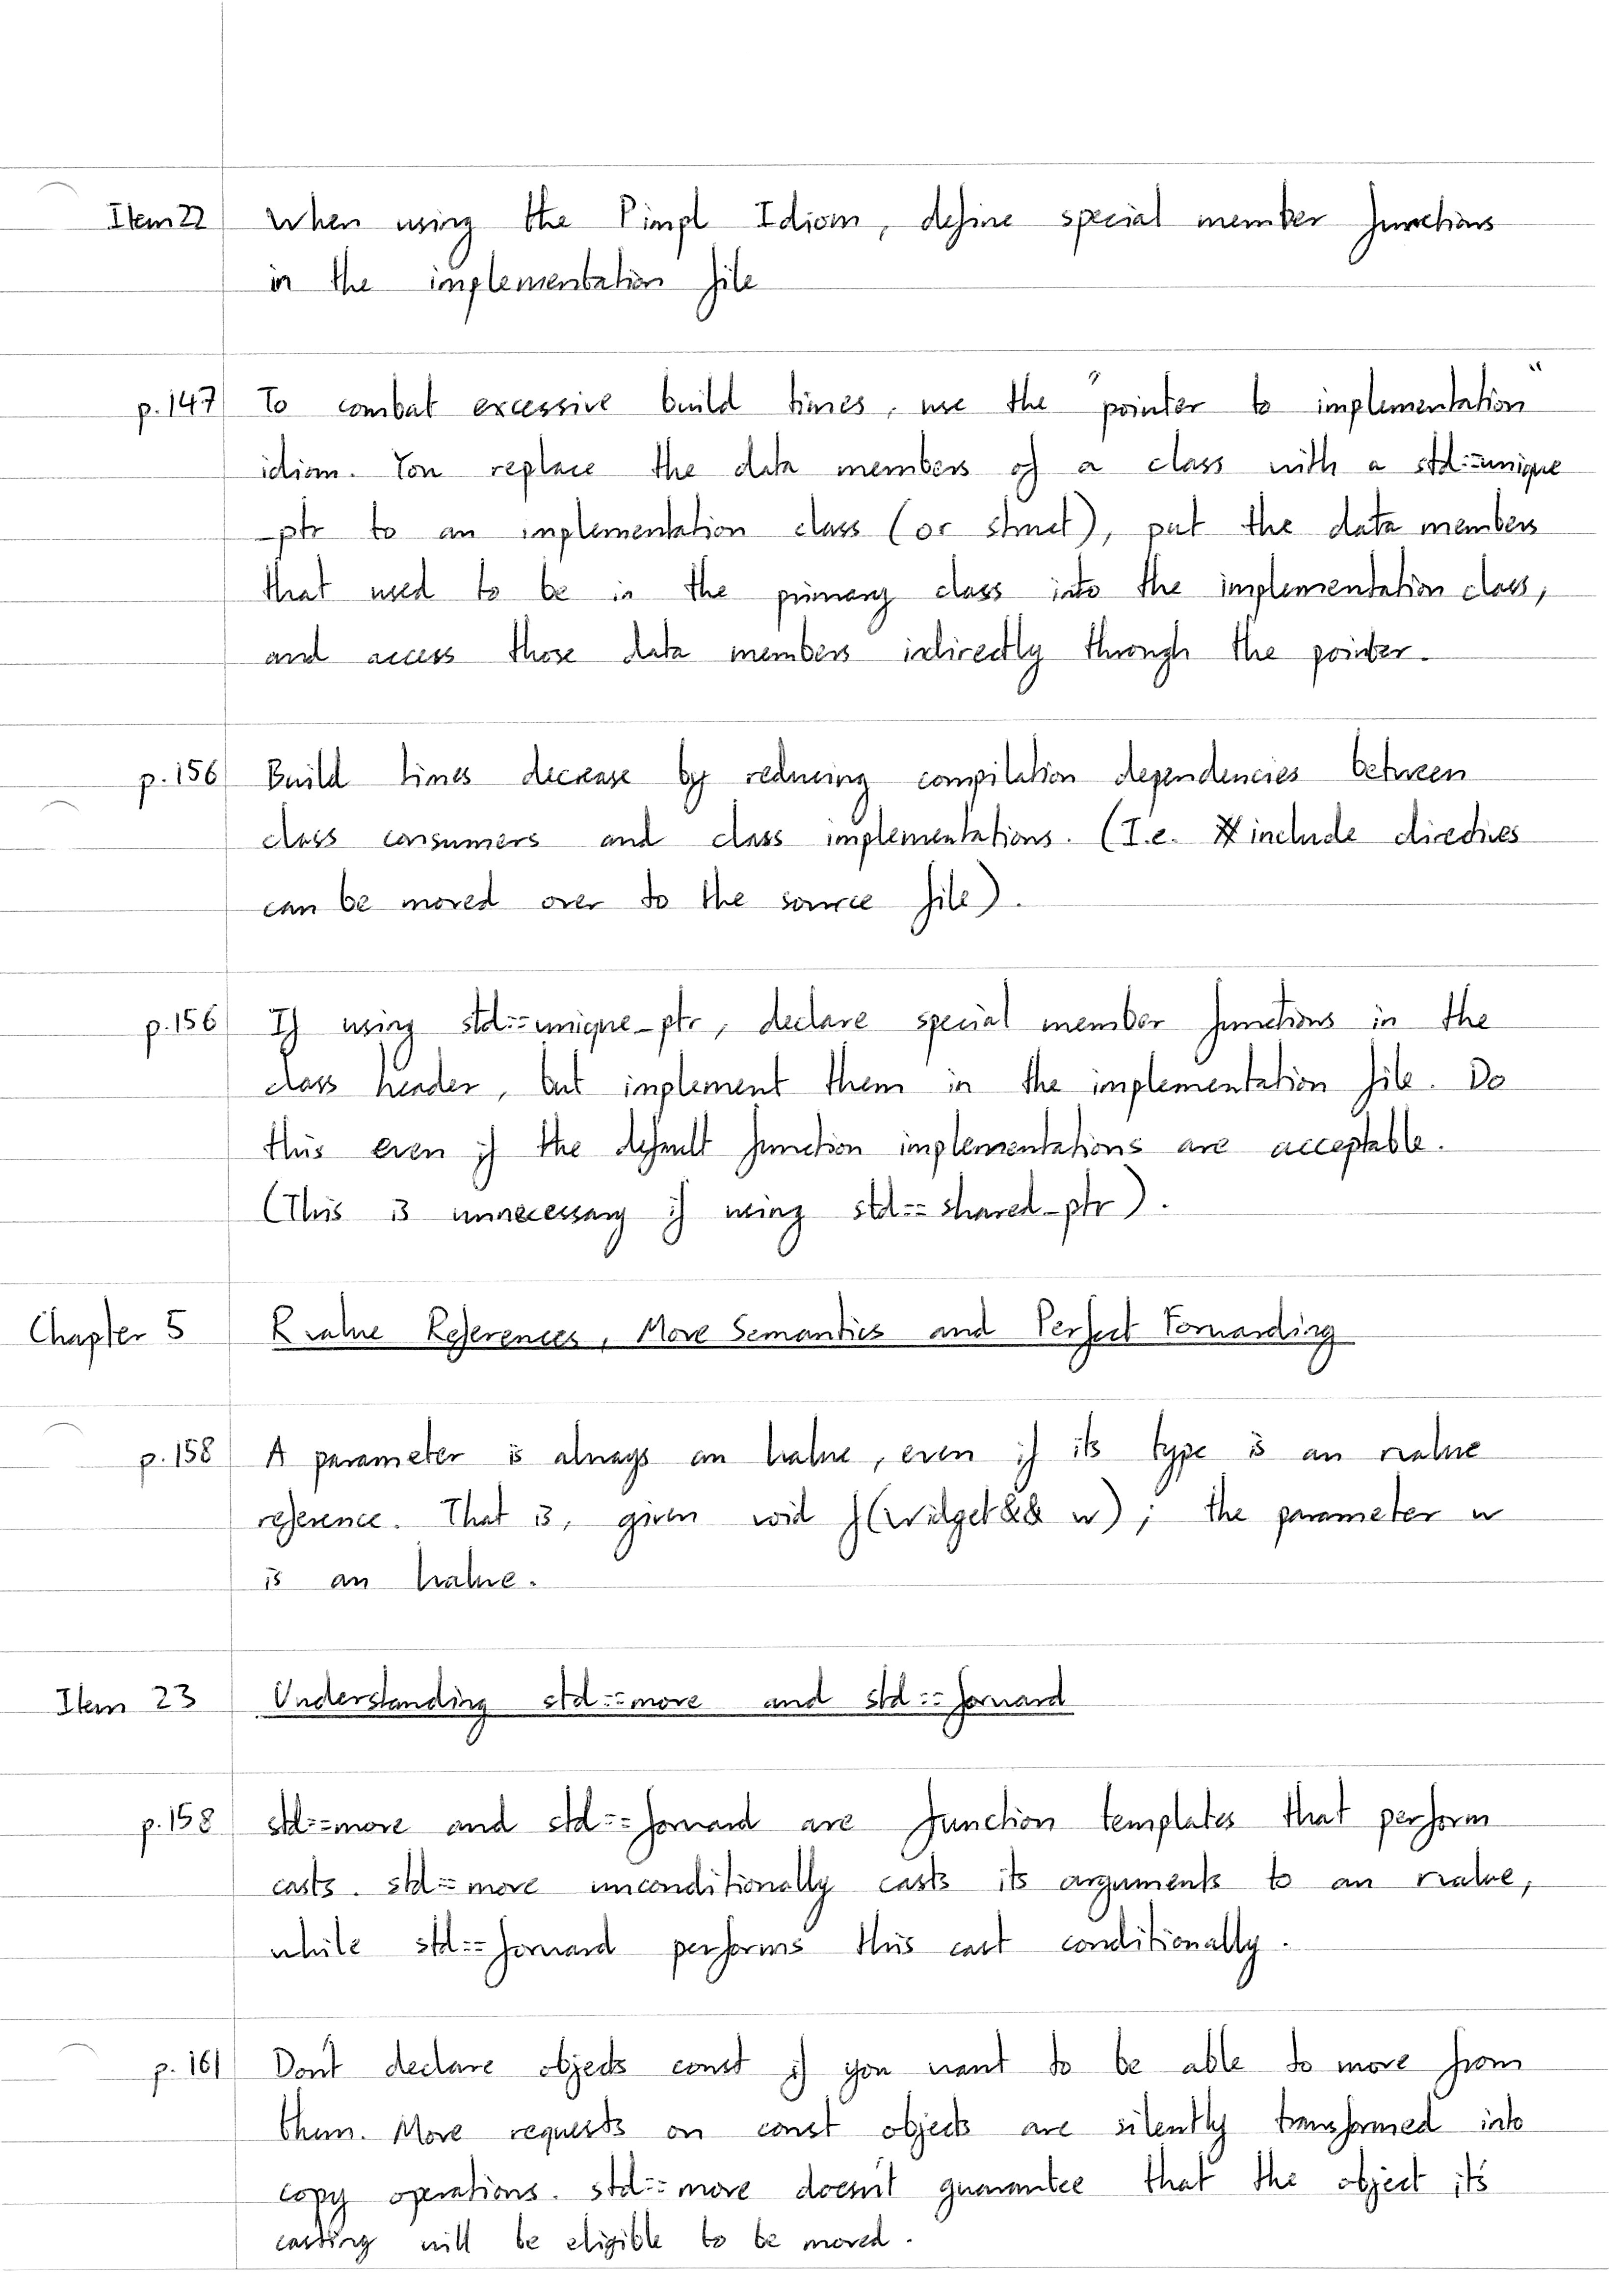 Item 22 When using the Pimpl Idiom, define special member functions
in the implementation file
p.147 To combat excessive build times, use the "pointer to implementation"
idiom. You replace the data members of a class with a std::unique
_ptr to an implementation class (or struct), put the data members
that used to be in the primary class into the implementation class,
and access those data members indirectly through the pointer.
p.156 Build times decrease by reducing compilation dependencies between
class consumers and class implementations. (I.e. #include directives
can be moved over to the source file).
p.156 If using std::unique_ptr, declare special member functions in the
class header, but implement them in the implementation file. Do
this even if the default function implementations are acceptable.
(This is unnecessary if using std::shared_ptr).
Chapter 5 Rvalue References, Move Semantics and Perfect Forwarding
p.158 A parameter is always an lvalue, even if its type is an rvalue
reference. That is, given void f(Widget&& w); the parameter w
is an lvalue.
Item 23 Understanding std::move and std::forward
p.158 std::move and std::forward are function templates that perform
casts. std::move unconditionally casts its arguments to an rvalue,
while std::forward performs this cast conditionally.
p.161 Don't declare objects const if you want to be able to move from
them. Move requests on const objects are silently transformed into
copy operations. std::move doesn't guarantee that the object it's
casting will be eligible to be moved.